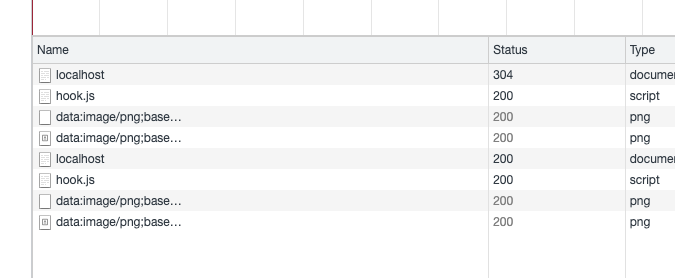 Name Status Type
localhost 304 docume
hook.js 200 script
data:image/png;base... 200 png
data:image/png;base... 200 png
localhost 200 docume
hook.js 200 script
data:image/png;base... 200 png
data:image/png;base... 200 png